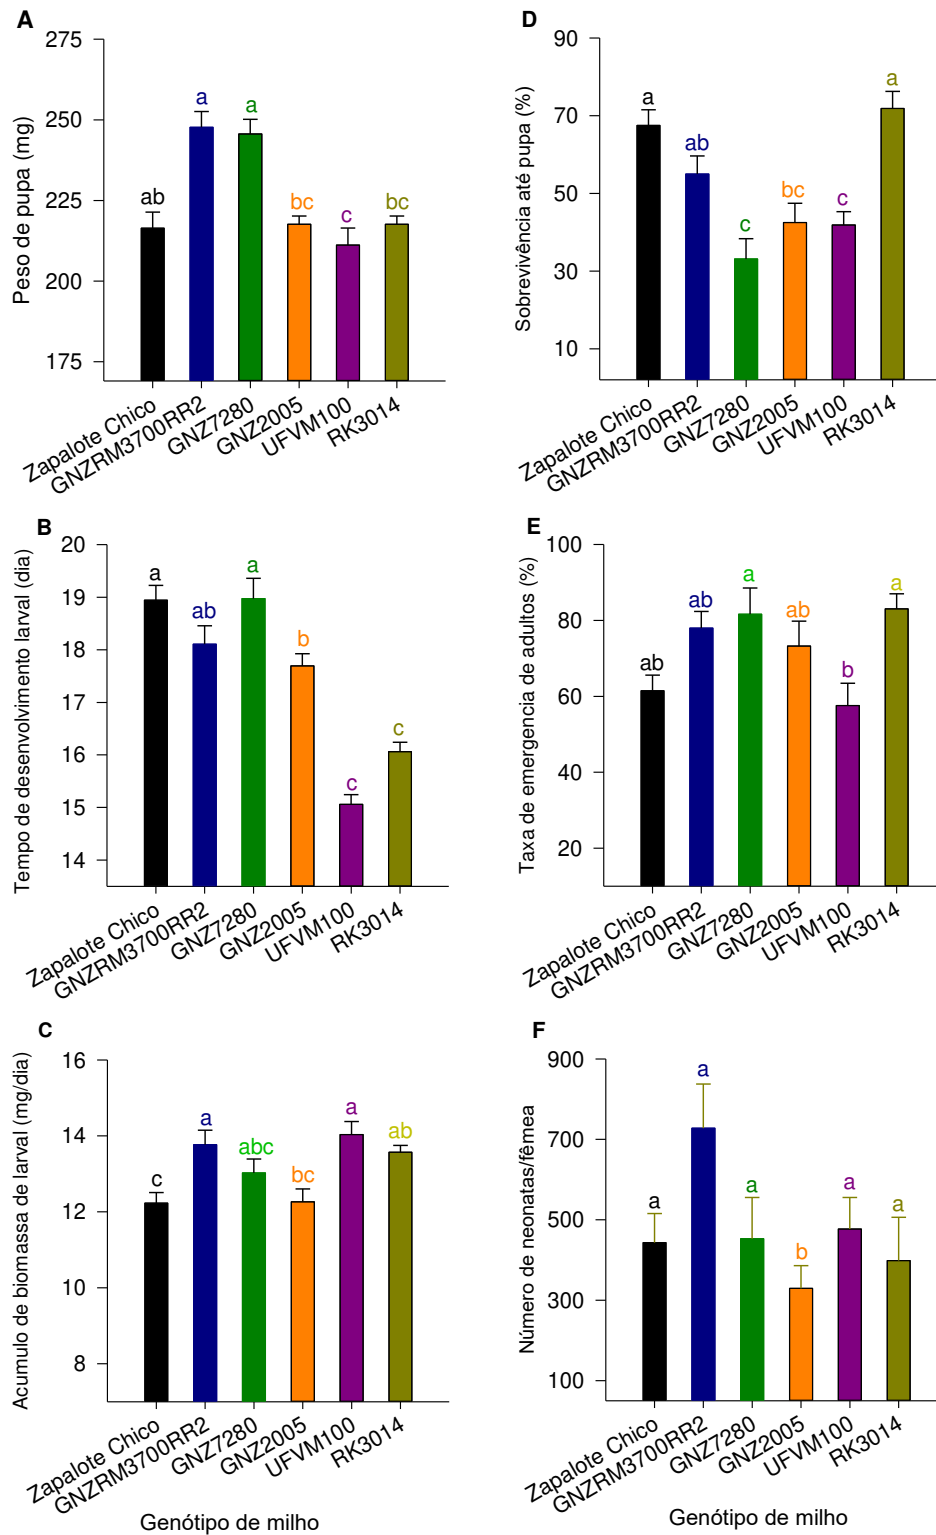 A
Peso de pupa (mg)
275
250
225
200
175
ab
a
a
bc
c
bc
Zapalote Chico
GNZRM3700RR2
GNZ7280
GNZ2005
UFVM100
RK3014
D
Sobrevivência até pupa (%)
90
70
50
30
10
a
ab
c
bc
c
a
Zapalote Chico
GNZRM3700RR2
GNZ7280
GNZ2005
UFVM100
RK3014
B
Tempo de desenvolvimento larval (dia)
20
19
18
17
16
15
14
a
ab
a
b
c
c
Zapalote Chico
GNZRM3700RR2
GNZ7280
GNZ2005
UFVM100
RK3014
E
Taxa de emergencia de adultos (%)
100
80
60
40
20
ab
ab
a
ab
b
a
Zapalote Chico
GNZRM3700RR2
GNZ7280
GNZ2005
UFVM100
RK3014
C
Acumulo de biomassa de larval (mg/dia)
16
14
12
10
8
c
a
abc
bc
a
ab
Zapalote Chico
GNZRM3700RR2
GNZ7280
GNZ2005
UFVM100
RK3014
Genótipo de milho
F
Número de neonatas/fêmea
900
700
500
300
100
a
a
a
b
a
a
Zapalote Chico
GNZRM3700RR2
GNZ7280
GNZ2005
UFVM100
RK3014
Genótipo de milho